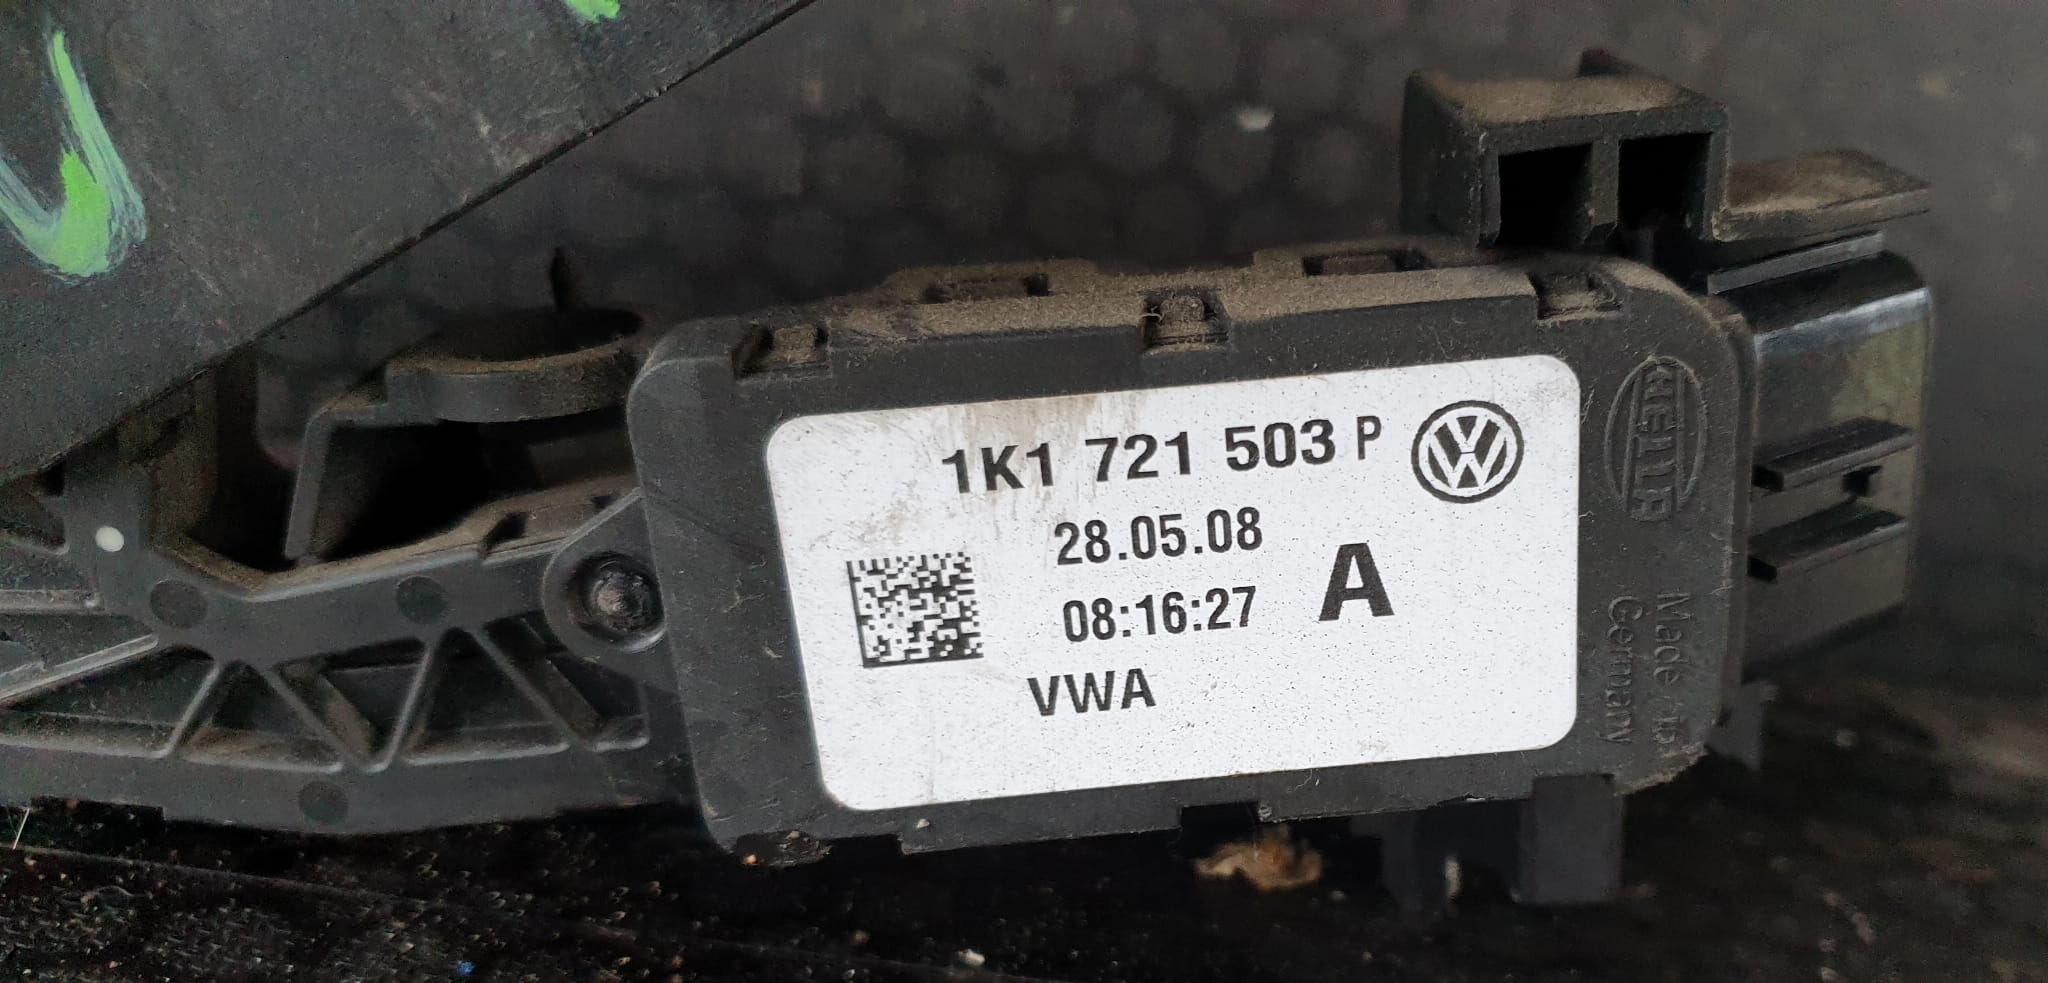 1K1 721 503 P
28.05.08
08:16:27 A
VWA
HELLA
Made in
Germany